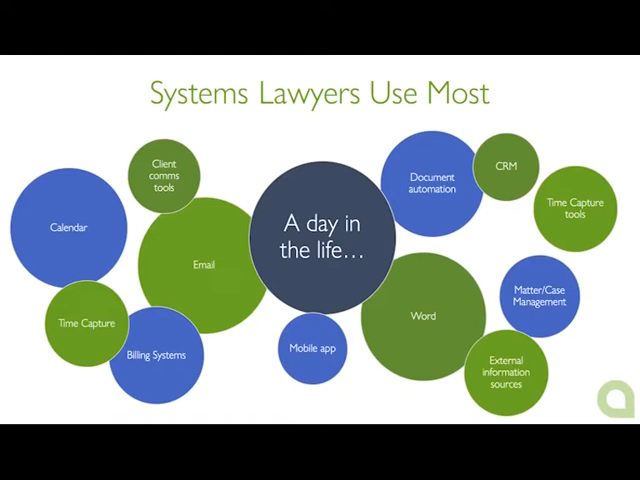 Systems Lawyers Use Most
Client
comms
tools
Calendar
Email
Time Capture
Billing Systems
A day in
the life...
Mobile app
Document
automation
CRM
Time Capture
tools
Word
Matter/Case
Management
External
information
sources